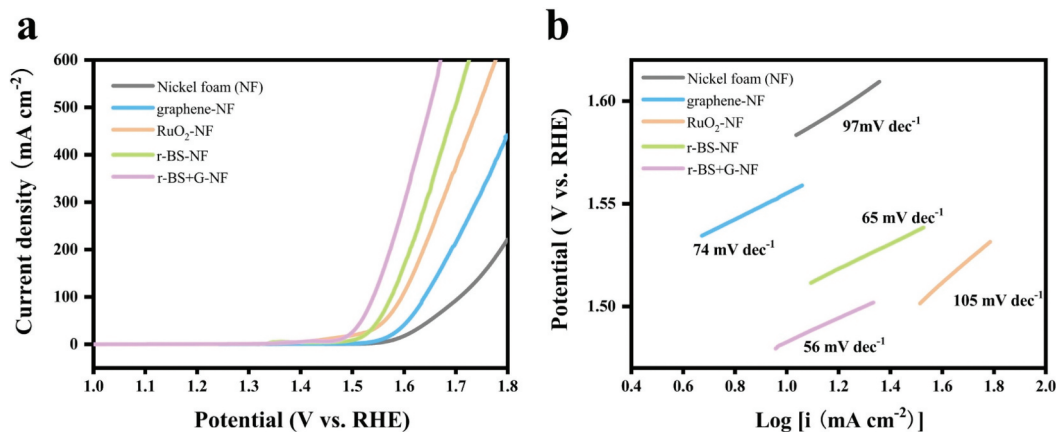 a
Current density (mA cm⁻²)
600
500
400
300
200
100
0
Nickel foam (NF)
graphene-NF
RuO₂-NF
r-BS-NF
r-BS+G-NF
1.0 1.1 1.2 1.3 1.4 1.5 1.6 1.7 1.8
Potential (V vs. RHE)
b
Potential ( V vs. RHE)
1.60
1.55
1.50
Nickel foam (NF)
graphene-NF
RuO₂-NF
r-BS-NF
r-BS+G-NF
97mV dec⁻¹
65 mV dec⁻¹
74 mV dec⁻¹
105 mV dec⁻¹
56 mV dec⁻¹
0.4 0.6 0.8 1.0 1.2 1.4 1.6 1.8 2.0
Log [i (mA cm⁻²)]